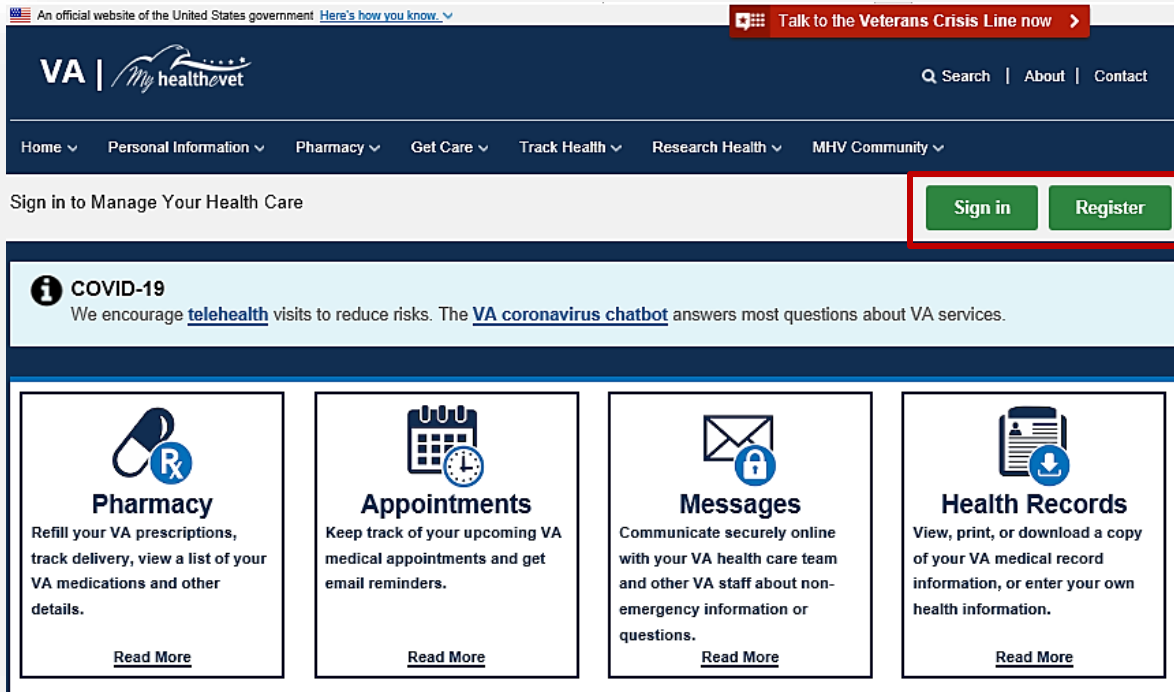 An official website of the United States government Here's how you know.
Talk to the Veterans Crisis Line now
VA | My healthevet
Search | About | Contact
Home Personal Information Pharmacy Get Care Track Health Research Health MHV Community
Sign in to Manage Your Health Care
Sign in Register
COVID-19
We encourage telehealth visits to reduce risks. The VA coronavirus chatbot answers most questions about VA services.
Rx
Pharmacy
Refill your VA prescriptions,
track delivery, view a list of your
VA medications and other
details.
Read More
Appointments
Keep track of your upcoming VA
medical appointments and get
email reminders.
Read More
Messages
Communicate securely online
with your VA health care team
and other VA staff about non-
emergency information or
questions.
Read More
Health Records
View, print, or download a copy
of your VA medical record
information, or enter your own
health information.
Read More